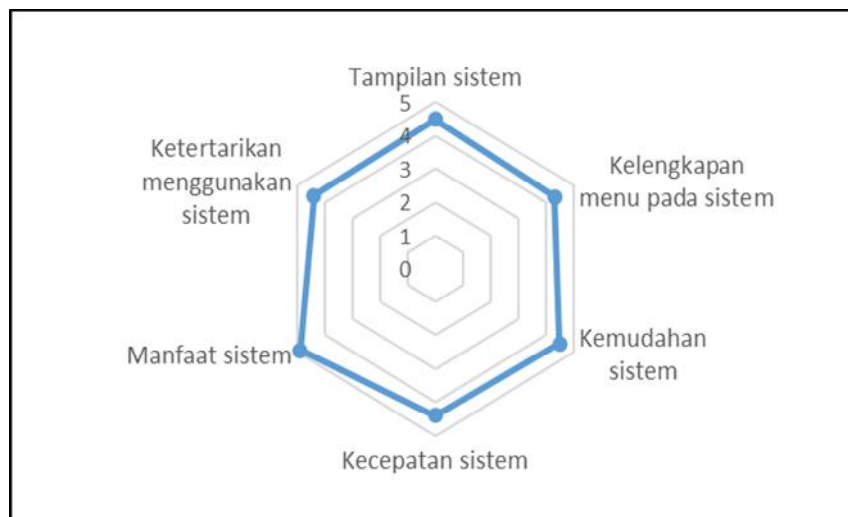 Tampilan sistem
5
4
3
2
1
0
Kelengkapan
menu pada sistem
Kemudahan
sistem
Kecepatan sistem
Manfaat sistem
Ketertarikan
menggunakan
sistem